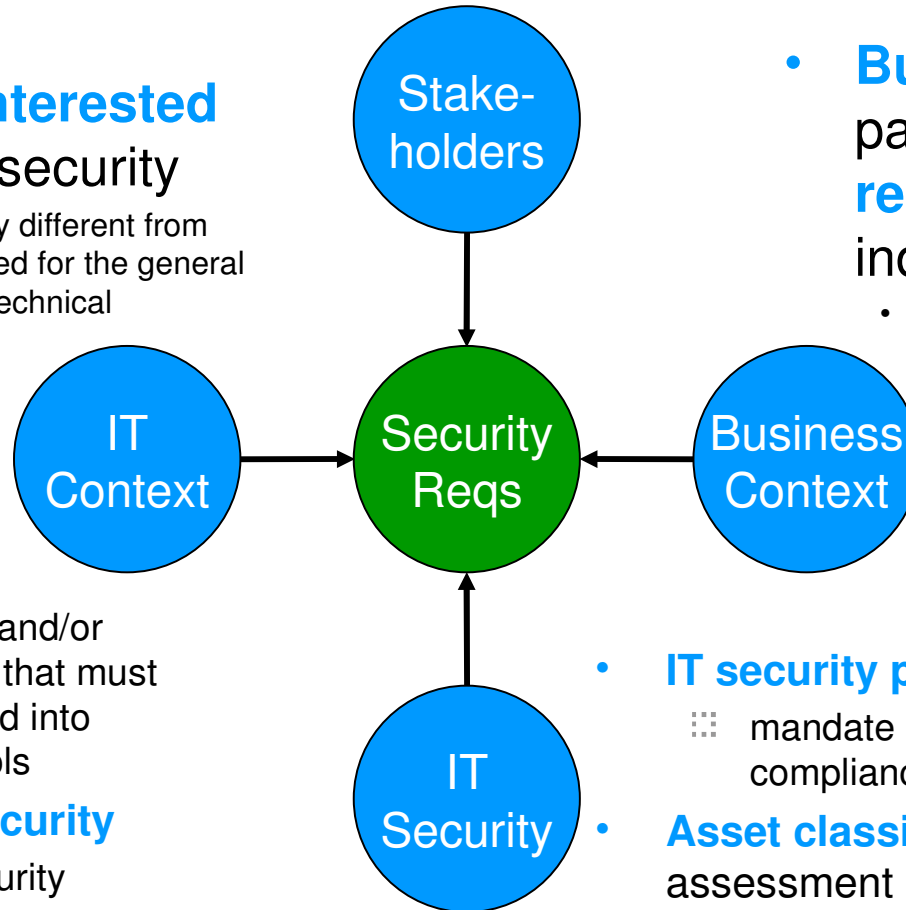 nterested
security
y different from
ed for the general
echnical
Stake-
holders
• Bu
pa
re
inc
•
IT
Context
Security
Reqs
Business
Context
and/or
that must
d into
ols
curity
urity
IT
Security
• IT security p
mandate
complianc
• Asset classi
assessment